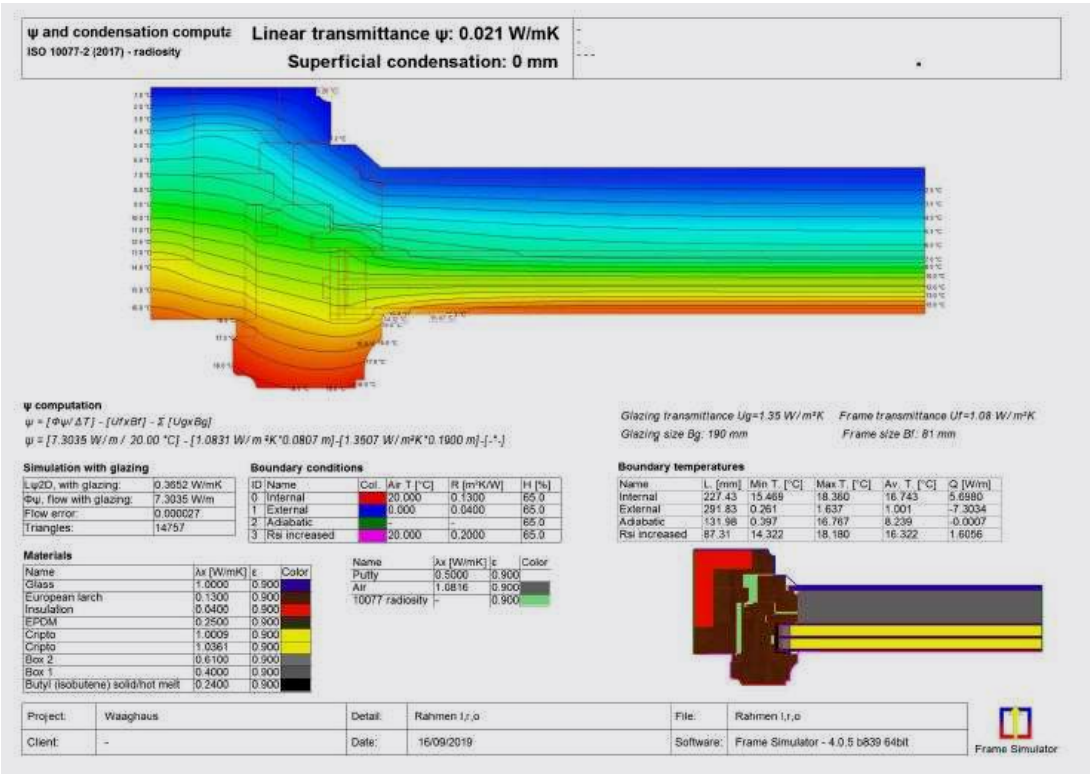 ψ and condensation computa
ISO 10077-2 (2017) - radiosity
Linear transmittance ψ: 0.021 W/mK
Superficial condensation: 0 mm
ψ computation
ψ = [Φψ/ΔT] - [UfxBf] - Σ [UgxBg]
ψ = [7.3035 W/m / 20.00 °C] - [1.0831 W/m²K*0.0807 m]-[1.3507 W/m²K*0.1900 m]-[-*-]
Glazing transmittance Ug=1.35 W/m²K Frame transmittance Uf=1.08 W/m²K
Glazing size Bg: 190 mm Frame size Bf: 81 mm
Simulation with glazing
Lψ2D, with glazing: 0.3652 W/mK
Φψ, flow with glazing: 7.3035 W/m
Flow error: 0.000027
Triangles: 14757
Boundary conditions
ID Name Col. Air T [°C] R [m²K/W] H [%]
0 Internal 20.000 0.1300 65.0
1 External 0.000 0.0400 65.0
2 Adiabatic - - 65.0
3 Rsi increased 20.000 0.2000 65.0
Boundary temperatures
Name L. [mm] Min T. [°C] Max T. [°C] Av. T. [°C] Q [W/m]
Internal 227.43 15.469 18.360 16.743 5.6980
External 291.83 0.261 1.637 1.001 -7.3034
Adiabatic 131.98 0.397 16.767 8.239 -0.0007
Rsi increased 87.31 14.322 18.180 16.322 1.6056
Materials
Name λx [W/mK] ε Color
Glass 1.0000 0.900
European larch 0.1300 0.900
Insulation 0.0400 0.900
EPDM 0.2500 0.900
Cripto 1.0009 0.900
Cripto 1.0361 0.900
Box 2 0.6100 0.900
Box 1 0.4000 0.900
Butyl (isobutene) solid/hot melt 0.2400 0.900
Name λx [W/mK] ε Color
Putty 0.5000 0.900
Air 1.0816 0.900
10077 radiosity - 0.900
Project: Waaghaus Detail: Rahmen l,r,o File: Rahmen l,r,o
Client: - Date: 16/09/2019 Software: Frame Simulator - 4.0.5 b839 64bit
Frame Simulator